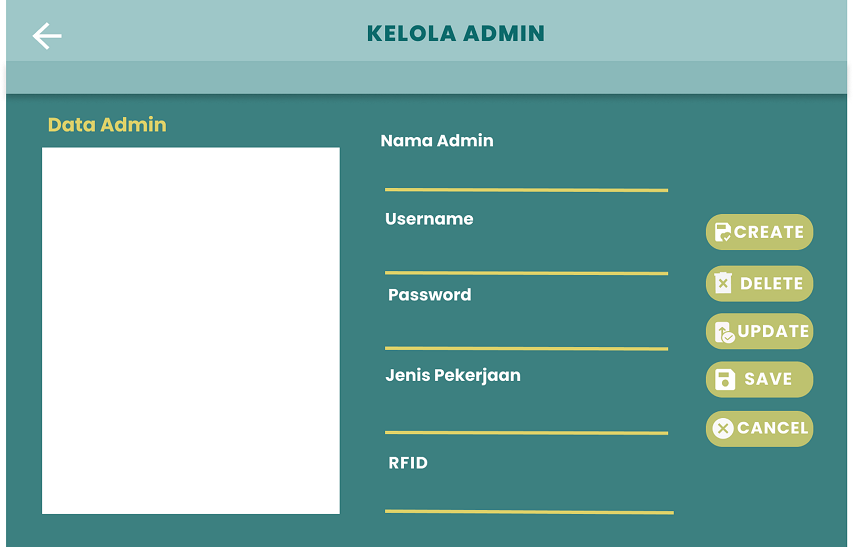 KELOLA ADMIN
Data Admin
Nama Admin
Username
Password
Jenis Pekerjaan
RFID
CREATE
DELETE
UPDATE
SAVE
CANCEL